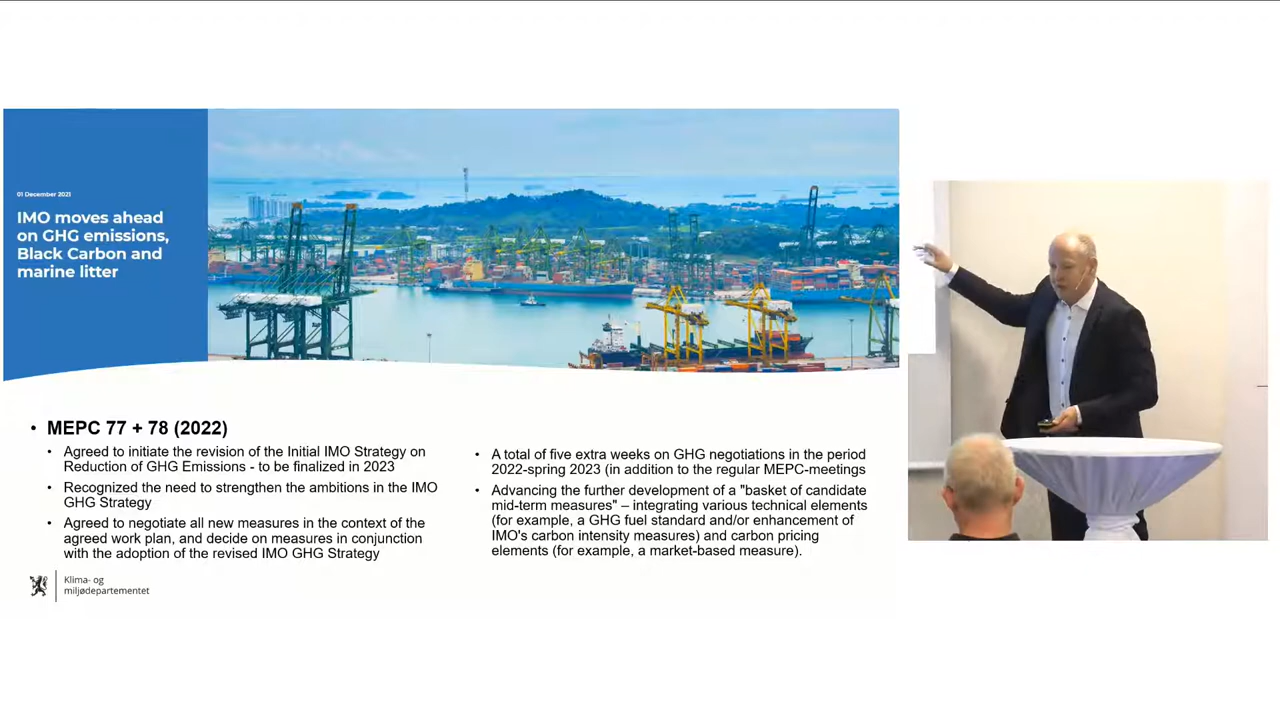 01 December 2021
IMO moves ahead
on GHG emissions,
Black Carbon and
marine litter
• MEPC 77 + 78 (2022)
• Agreed to initiate the revision of the Initial IMO Strategy on
Reduction of GHG Emissions - to be finalized in 2023
• Recognized the need to strengthen the ambitions in the IMO
GHG Strategy
• Agreed to negotiate all new measures in the context of the
agreed work plan, and decide on measures in conjunction
with the adoption of the revised IMO GHG Strategy
• A total of five extra weeks on GHG negotiations in the period
2022-spring 2023 (in addition to the regular MEPC-meetings
• Advancing the further development of a "basket of candidate
mid-term measures" – integrating various technical elements
(for example, a GHG fuel standard and/or enhancement of
IMO's carbon intensity measures) and carbon pricing
elements (for example, a market-based measure).
Klima- og
miljødepartementet